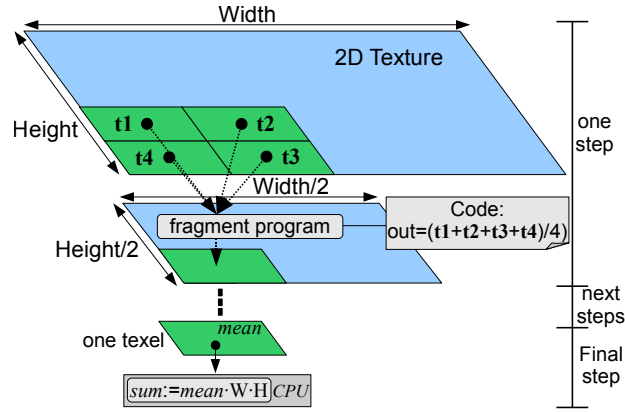 Width
2D Texture
Height
t1
t2
t4
t3
one
step
Width/2
Height/2
fragment program
Code:
out=(t1+t2+t3+t4)/4)
next
steps
mean
one texel
Final
step
sum:=mean·W·H CPU